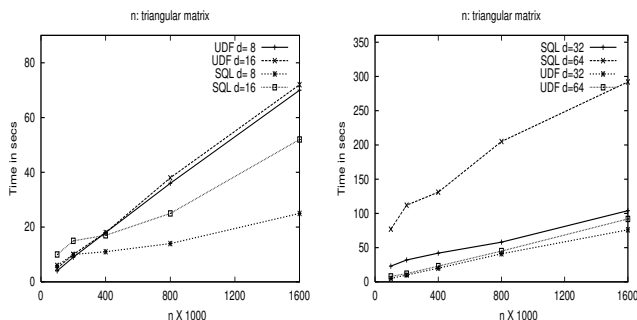 n: triangular matrix
UDF d= 8
UDF d=16
SQL d= 8
SQL d=16
80
60
40
20
0
Time in secs
0 400 800 1200 1600
n X 1000
n: triangular matrix
SQL d=32
SQL d=64
UDF d=32
UDF d=64
350
300
250
200
150
100
50
0
Time in secs
0 400 800 1200 1600
n X 1000